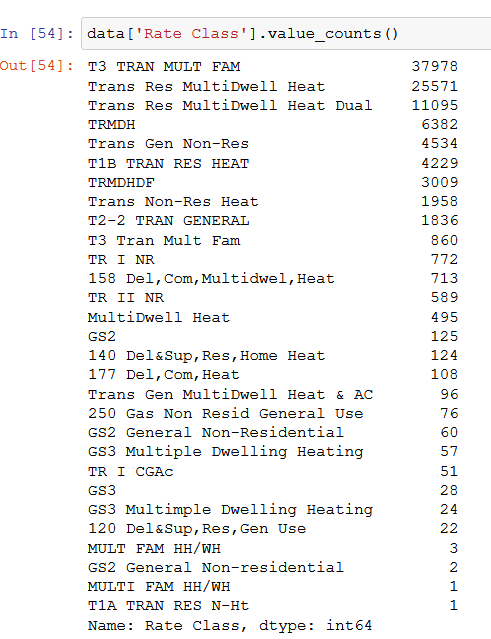 In [54]: data['Rate Class'].value_counts()
Out[54]: T3 TRAN MULT FAM 37978
Trans Res MultiDwell Heat 25571
Trans Res MultiDwell Heat Dual 11095
TRMDH 6382
Trans Gen Non-Res 4534
T1B TRAN RES HEAT 4229
TRMDHDF 3009
Trans Non-Res Heat 1958
T2-2 TRAN GENERAL 1836
T3 Tran Mult Fam 860
TR I NR 772
158 Del,Com,Multidwel,Heat 713
TR II NR 589
MultiDwell Heat 495
GS2 125
140 Del&Sup,Res,Home Heat 124
177 Del,Com,Heat 108
Trans Gen MultiDwell Heat & AC 96
250 Gas Non Resid General Use 76
GS2 General Non-Residential 60
GS3 Multiple Dwelling Heating 57
TR I CGAc 51
GS3 28
GS3 Multimple Dwelling Heating 24
120 Del&Sup,Res,Gen Use 22
MULT FAM HH/WH 3
GS2 General Non-residential 2
MULTI FAM HH/WH 1
T1A TRAN RES N-Ht 1
Name: Rate Class, dtype: int64